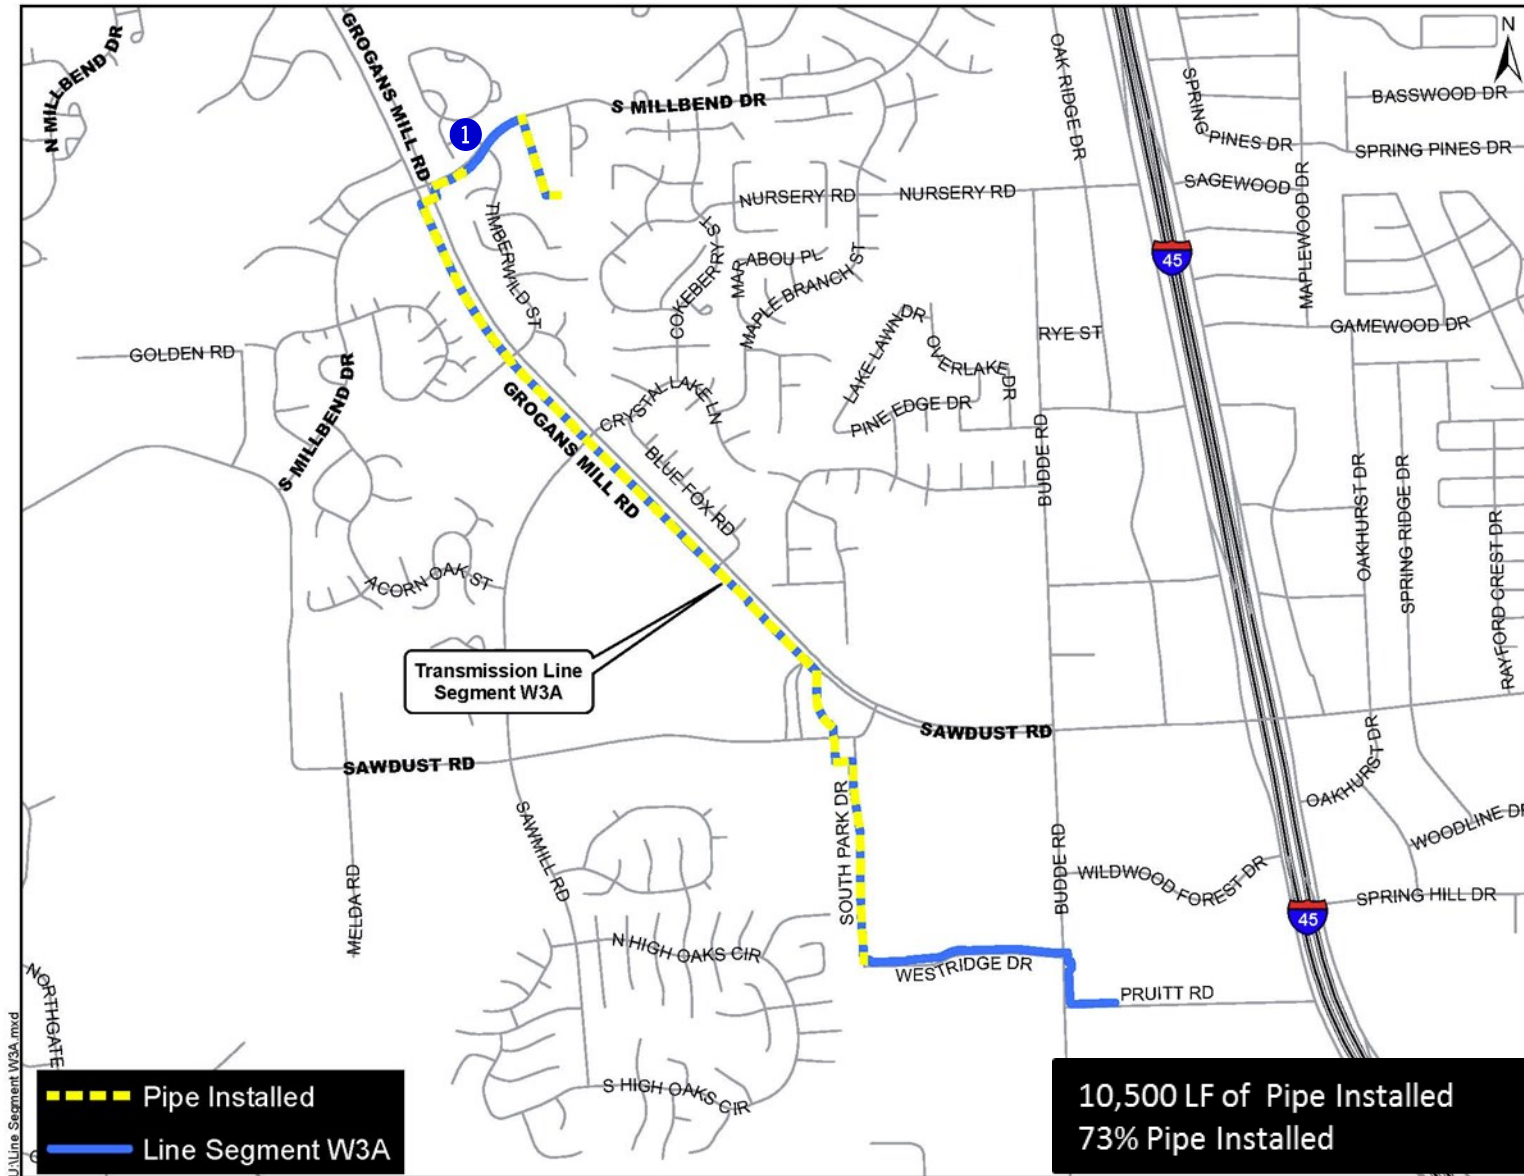 GROGANS MILL RD
N MILLBEND DR
S MILLBEND DR
OAK RIDGE DR
SPRING PINES DR
N
BASSWOOD DR
SPRING PINES DR
SAGEWOOD
MAPLEWOOD DR
NURSERY RD
NURSERY RD
1
TIMBERWILD ST
COKEBERRY ST
MARABOU PL
MAPLE BRANCH ST
45
GOLDEN RD
S MILLBEND DR
LAKE LAWN DR
OVERLAKE DR
RYE ST
GAMEWOOD DR
GROGANS MILL RD
CRYSTAL LAKE LN
PINE EDGE DR
BLUE FOX RD
BUDDE RD
OAKHURST DR
SPRING RIDGE DR
RAYFORD CREST DR
ACORN OAK ST
Transmission Line
Segment W3A
SAWDUST RD
SAWDUST RD
SAWMILL RD
MELDA RD
SOUTH PARK DR
BUDDE RD
OAKHURST DR
WOODLINE DR
WILDWOOD FOREST DR
SPRING HILL DR
45
N HIGH OAKS CIR
WESTRIDGE DR
PRUITT RD
NORTHGATE
S HIGH OAKS CIR
U:\Line Segment W3A.mxd
Pipe Installed
Line Segment W3A
10,500 LF of Pipe Installed
73% Pipe Installed